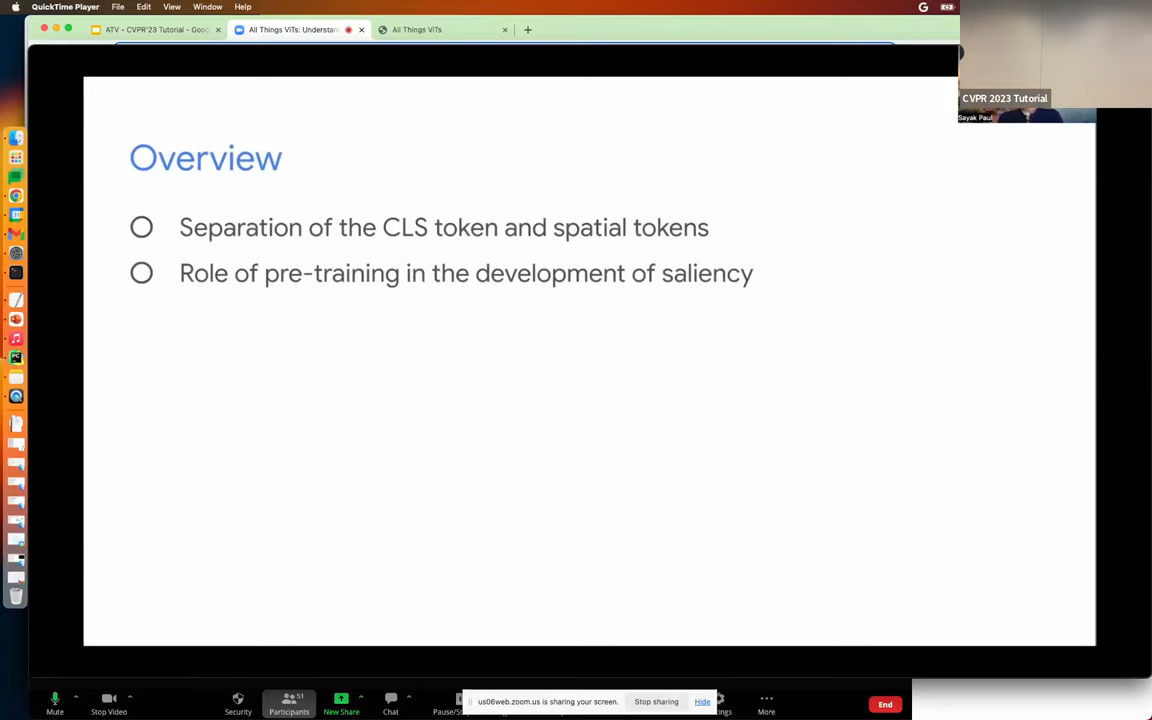 QuickTime Player File Edit View Window Help
ATV - CVPR'23 Tutorial - Goog
All Things ViTs: Understan
All Things ViTs
CVPR 2023 Tutorial
Sayak Paul
Overview
Separation of the CLS token and spatial tokens
Role of pre-training in the development of saliency
51
Mute Stop Video Security Participants New Share Chat
us06web.zoom.us is sharing your screen. Stop sharing Hide
More End